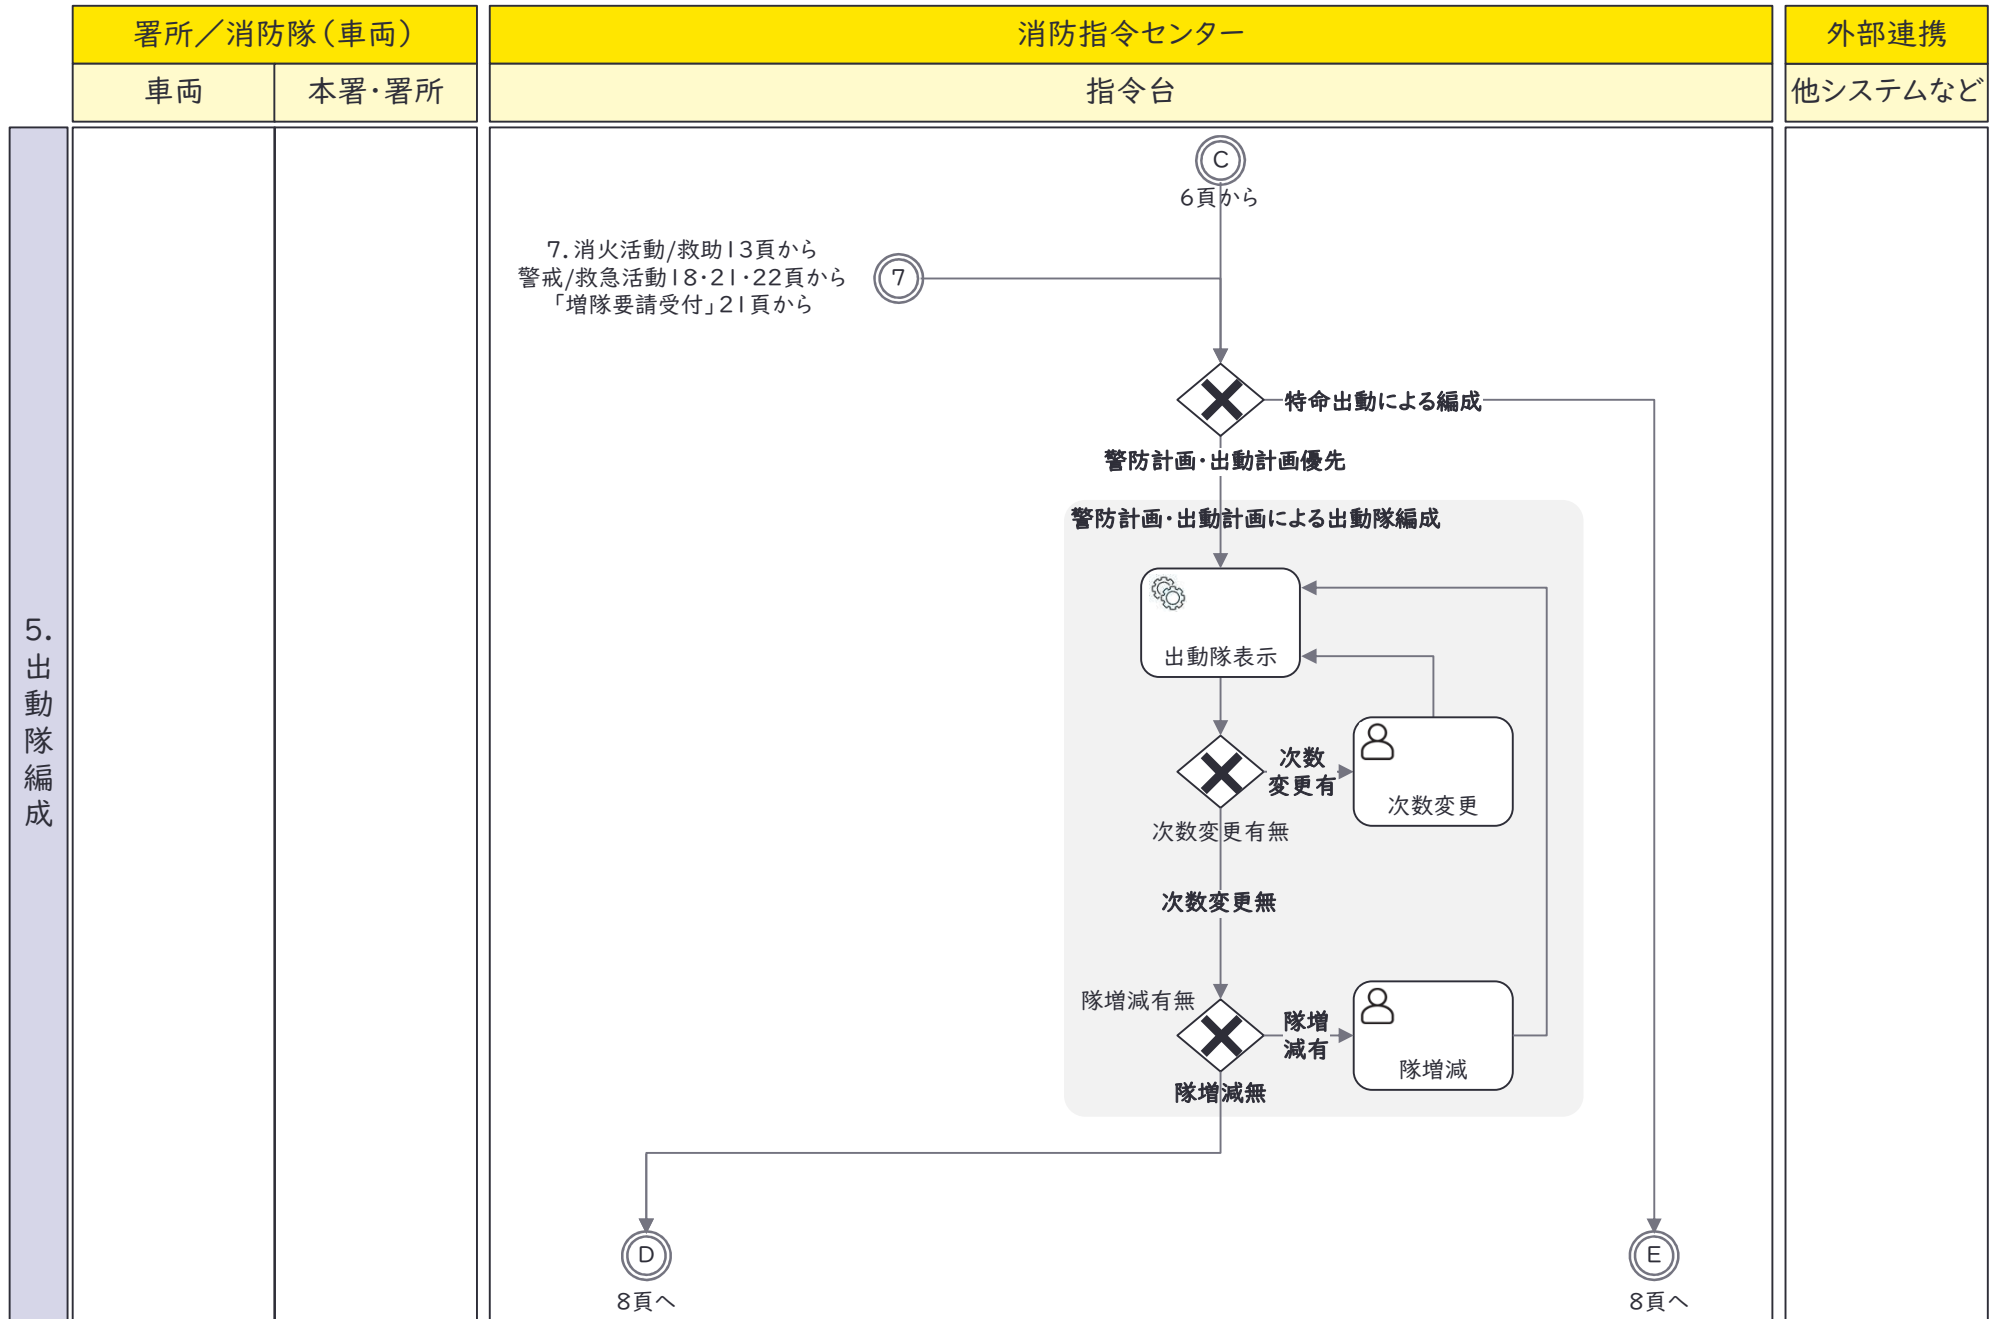 署所／消防隊（車両）
消防指令センター
外部連携
車両
本署・署所
指令台
他システムなど
5.
出
動
隊
編
成
C
6頁から
7.消火活動/救助13頁から
警戒/救急活動18・21・22頁から
「増隊要請受付」21頁から
7
特命出動による編成
警防計画・出動計画優先
警防計画・出動計画による出動隊編成
出動隊表示
次数
変更有
次数変更
次数変更有無
次数変更無
隊増減有無
隊増
減有
隊増減
隊増減無
D
8頁へ
E
8頁へ